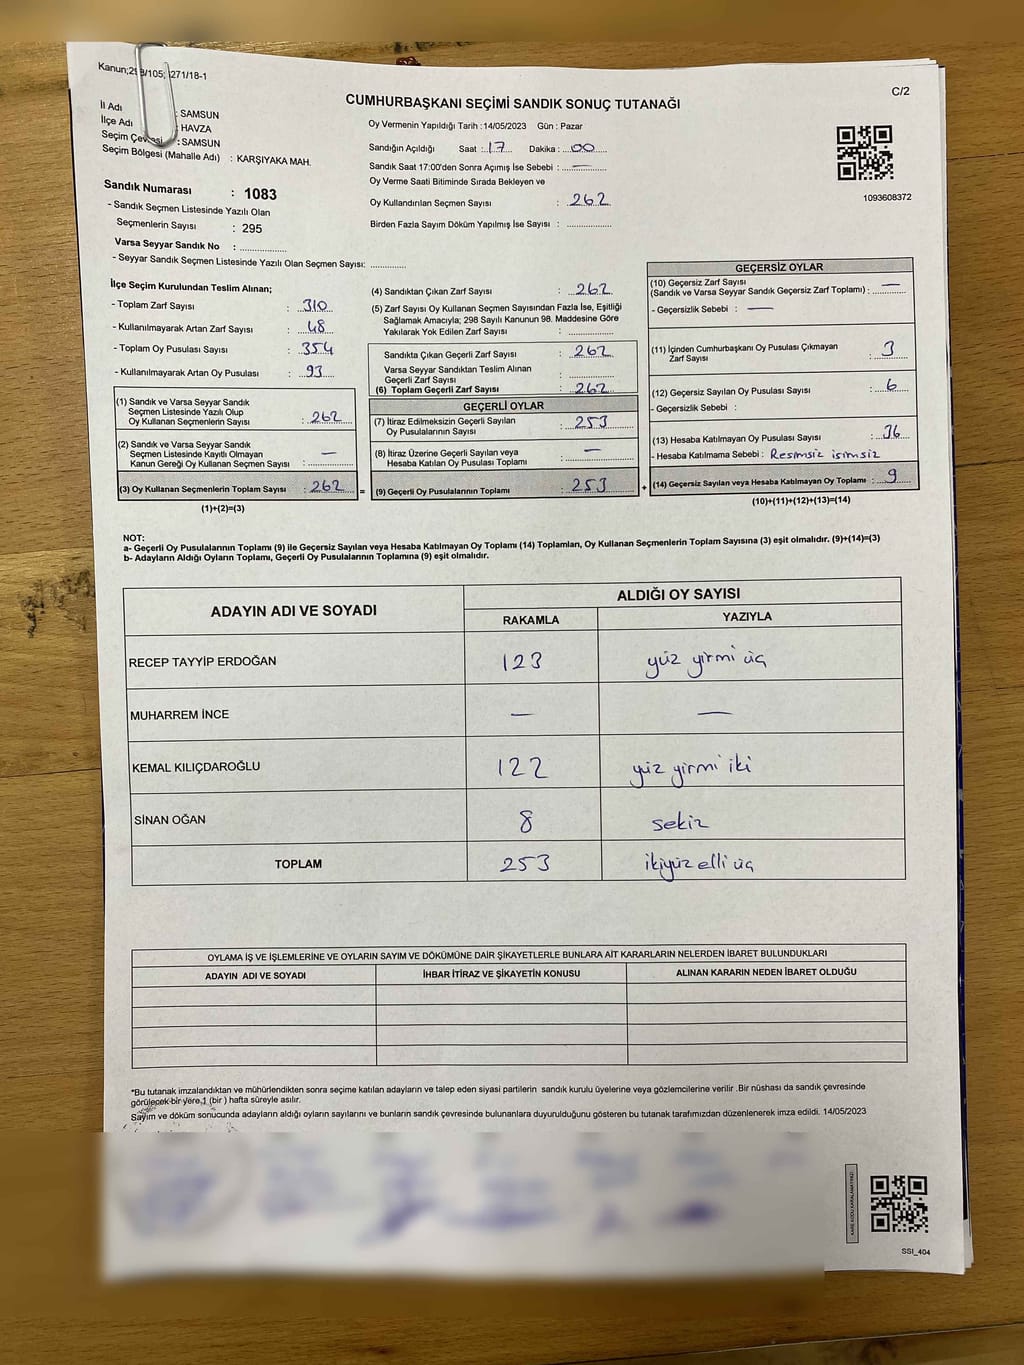 Kanun;298/105; 271/18-1
C/2
CUMHURBAŞKANI SEÇİMİ SANDIK SONUÇ TUTANAĞI
İl Adı : SAMSUN
İlçe Adı : HAVZA
Seçim Çevresi : SAMSUN
Seçim Bölgesi (Mahalle Adı) : KARŞIYAKA MAH.
Sandık Numarası : 1083
- Sandık Seçmen Listesinde Yazılı Olan
Seçmenlerin Sayısı : 295
Varsa Seyyar Sandık No : ................
- Seyyar Sandık Seçmen Listesinde Yazılı Olan Seçmen Sayısı: ............
Oy Vermenin Yapıldığı Tarih :14/05/2023 Gün : Pazar
Sandığın Açıldığı Saat : 17 Dakika : 00
Sandık Saat 17:00'den Sonra Açımış İse Sebebi : —
Oy Verme Saati Bitiminde Sırada Bekleyen ve
Oy Kullandırılan Seçmen Sayısı : 262
Birden Fazla Sayım Döküm Yapılmış İse Sayısı : ................
1093608372
İlçe Seçim Kurulundan Teslim Alınan;
- Toplam Zarf Sayısı : 310
- Kullanılmayarak Artan Zarf Sayısı : 48
- Toplam Oy Pusulası Sayısı : 354
- Kullanılmayarak Artan Oy Pusulası : 93
(1) Sandık ve Varsa Seyyar Sandık
Seçmen Listesinde Yazılı Olup
Oy Kullanan Seçmenlerin Sayısı : 262
(2) Sandık ve Varsa Seyyar Sandık
Seçmen Listesinde Kayıtlı Olmayan
Kanun Gereği Oy Kullanan Seçmen Sayısı : —
(3) Oy Kullanan Seçmenlerin Toplam Sayısı : 262 =
(1)+(2)=(3)
(4) Sandıktan Çıkan Zarf Sayısı : 262
(5) Zarf Sayısı Oy Kullanan Seçmen Sayısından Fazla İse, Eşitliği
Sağlamak Amacıyla; 298 Sayılı Kanunun 98. Maddesine Göre
Yakılarak Yok Edilen Zarf Sayısı : ................
Sandıkta Çıkan Geçerli Zarf Sayısı : 262
Varsa Seyyar Sandıktan Teslim Alınan
Geçerli Zarf Sayısı : ................
(6) Toplam Geçerli Zarf Sayısı : 262
GEÇERLİ OYLAR
(7) İtiraz Edilmeksizin Geçerli Sayılan
Oy Pusulalarının Sayısı : 253
(8) İtiraz Üzerine Geçerli Sayılan veya
Hesaba Katılan Oy Pusulası Toplamı : —
(9) Geçerli Oy Pusulalarının Toplamı : 253 +
GEÇERSİZ OYLAR
(10) Geçersiz Zarf Sayısı
(Sandık ve Varsa Seyyar Sandık Geçersiz Zarf Toplamı) : —
- Geçersizlik Sebebi : —
(11) İçinden Cumhurbaşkanı Oy Pusulası Çıkmayan
Zarf Sayısı : 3
(12) Geçersiz Sayılan Oy Pusulası Sayısı : 6
- Geçersizlik Sebebi :
(13) Hesaba Katılmayan Oy Pusulası Sayısı : 36
- Hesaba Katılmama Sebebi : Resimsiz isimsiz
(14) Geçersiz Sayılan veya Hesaba Katılmayan Oy Toplamı : 9
(10)+(11)+(12)+(13)=(14)
NOT:
a- Geçerli Oy Pusulalarının Toplamı (9) ile Geçersiz Sayılan veya Hesaba Katılmayan Oy Toplamı (14) Toplamları, Oy Kullanan Seçmenlerin Toplam Sayısına (3) eşit olmalıdır. (9)+(14)=(3)
b- Adayların Aldığı Oyların Toplamı, Geçerli Oy Pusulalarının Toplamına (9) eşit olmalıdır.
ADAYIN ADI VE SOYADI
ALDIĞI OY SAYISI
RAKAMLA YAZIYLA
RECEP TAYYİP ERDOĞAN 123 yüz yirmi üç
MUHARREM İNCE — —
KEMAL KILIÇDAROĞLU 122 yüz yirmi iki
SİNAN OĞAN 8 sekiz
TOPLAM 253 ikiyüz elli üç
OYLAMA İŞ VE İŞLEMLERİNE VE OYLARIN SAYIM VE DÖKÜMÜNE DAİR ŞİKAYETLERLE BUNLARA AİT KARARLARIN NELERDEN İBARET BULUNDUKLARI
ADAYIN ADI VE SOYADI İHBAR İTİRAZ VE ŞİKAYETİN KONUSU ALINAN KARARIN NEDEN İBARET OLDUĞU
*Bu tutanak imzalandıktan ve mühürlendikten sonra seçime katılan adayların ve talep eden siyasi partilerin sandık kurulu üyelerine veya gözlemcilerine verilir .Bir nüshası da sandık çevresinde
görülecek bir yere 1 (bir ) hafta süreyle asılır.
Sayım ve döküm sonucunda adayların aldığı oyların sayılarını ve bunların sandık çevresinde bulunanlara duyurulduğunu gösteren bu tutanak tarafımızdan düzenlenerek imza edildi. 14/05/2023
KARE KODU KARALAMAYINIZ!
SSI_404